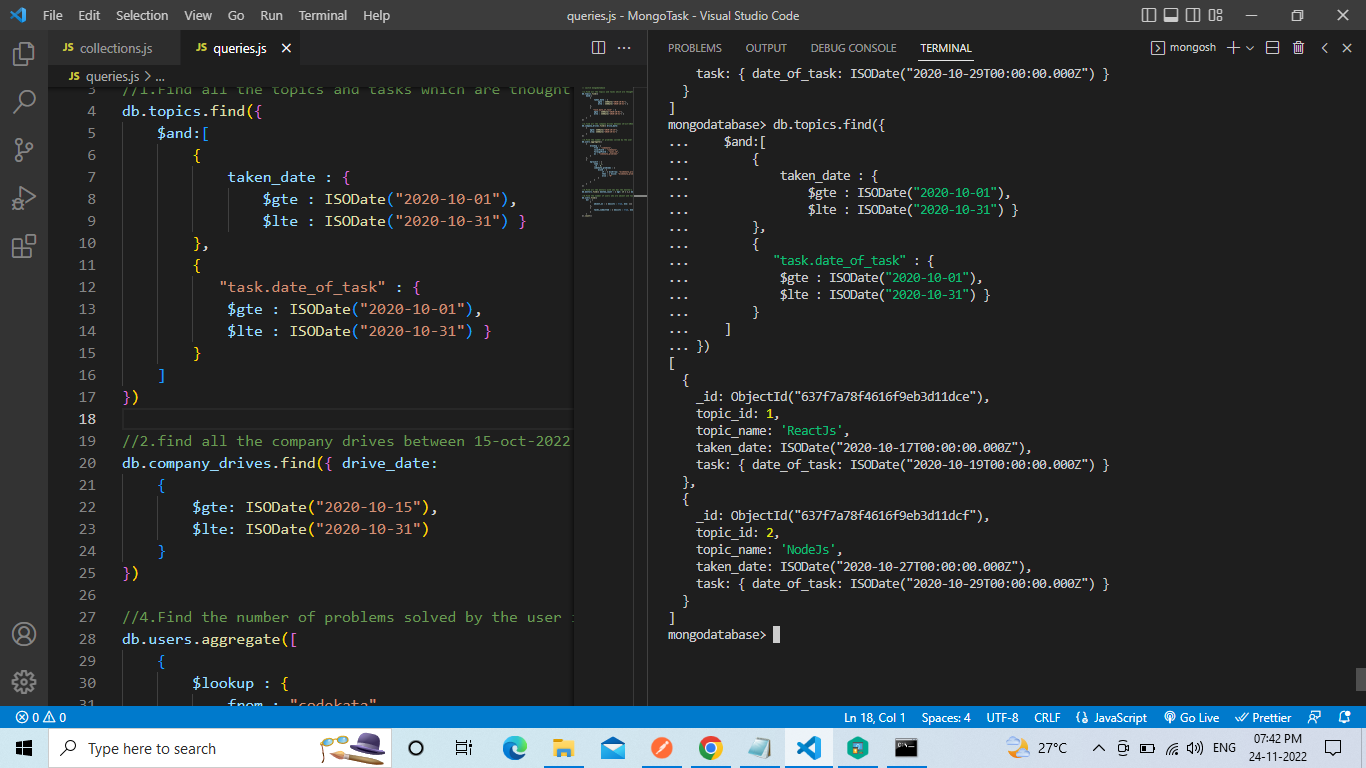 File Edit Selection View Go Run Terminal Help
queries.js - MongoTask - Visual Studio Code
JS collections.js
JS queries.js
JS queries.js > ...
3 //1.Find all the topics and tasks which are thought
4 db.topics.find({
5 $and:[
6 {
7 taken_date : {
8 $gte : ISODate("2020-10-01"),
9 $lte : ISODate("2020-10-31") }
10 },
11 {
12 "task.date_of_task" : {
13 $gte : ISODate("2020-10-01"),
14 $lte : ISODate("2020-10-31") }
15 }
16 ]
17 })
18
19 //2.find all the company drives between 15-oct-2022
20 db.company_drives.find({ drive_date:
21 {
22 $gte: ISODate("2020-10-15"),
23 $lte: ISODate("2020-10-31")
24 }
25 })
26
27 //4.Find the number of problems solved by the user
28 db.users.aggregate([
29 {
30 $lookup : {
31 from : "codekata"
PROBLEMS OUTPUT DEBUG CONSOLE TERMINAL
mongosh
task: { date_of_task: ISODate("2020-10-29T00:00:00.000Z") }
}
]
mongodatabase> db.topics.find({
... $and:[
... {
... taken_date : {
... $gte : ISODate("2020-10-01"),
... $lte : ISODate("2020-10-31") }
... },
... {
... "task.date_of_task" : {
... $gte : ISODate("2020-10-01"),
... $lte : ISODate("2020-10-31") }
... }
... ]
... })
[
{
_id: ObjectId("637f7a78f4616f9eb3d11dce"),
topic_id: 1,
topic_name: 'ReactJs',
taken_date: ISODate("2020-10-17T00:00:00.000Z"),
task: { date_of_task: ISODate("2020-10-19T00:00:00.000Z") }
},
{
_id: ObjectId("637f7a78f4616f9eb3d11dcf"),
topic_id: 2,
topic_name: 'NodeJs',
taken_date: ISODate("2020-10-27T00:00:00.000Z"),
task: { date_of_task: ISODate("2020-10-29T00:00:00.000Z") }
}
]
mongodatabase>
0 0
Ln 18, Col 1 Spaces: 4 UTF-8 CRLF JavaScript Go Live Prettier
Type here to search
27°C
ENG
07:42 PM
24-11-2022